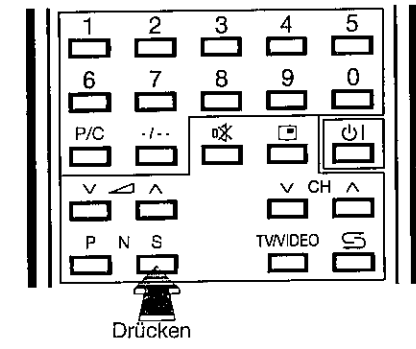 1 2 3 4 5
6 7 8 9 0
P/C -/--
CH
P N S TV/VIDEO
Drücken